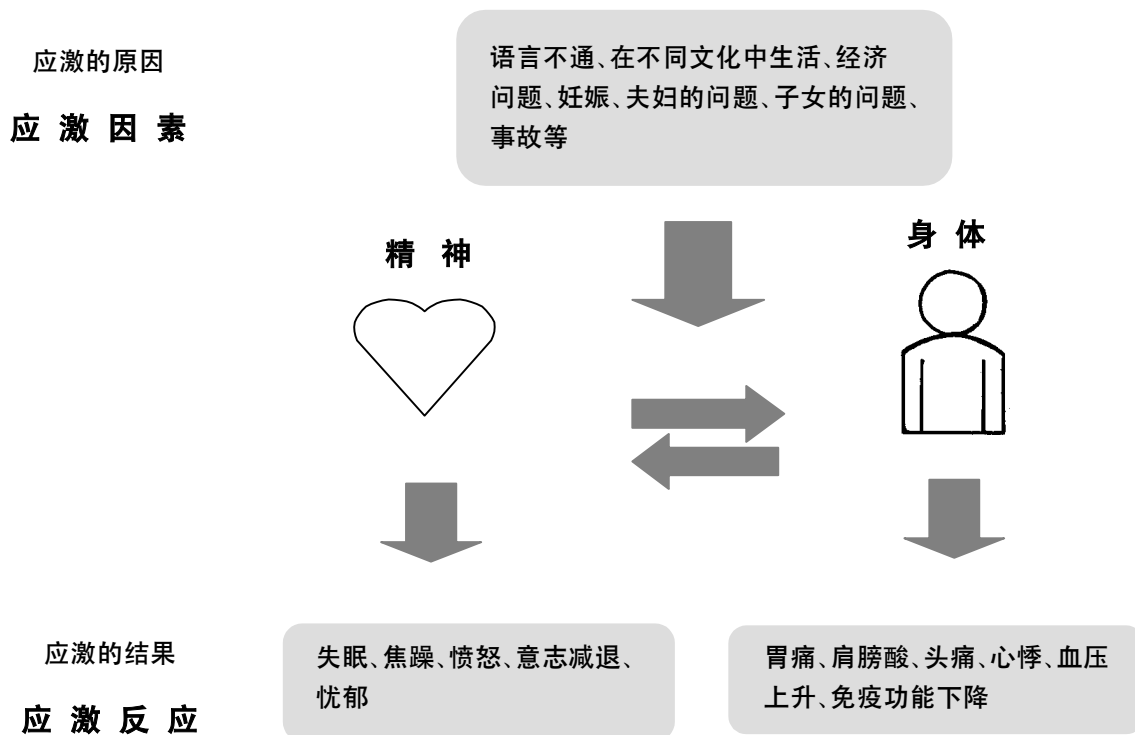 应激的原因
应激因素
语言不通、在不同文化中生活、经济
问题、妊娠、夫妇的问题、子女的问题、
事故等
精神
身体
应激的结果
应激反应
失眠、焦躁、愤怒、意志减退、
忧郁
胃痛、肩膀酸、头痛、心悸、血压
上升、免疫功能下降